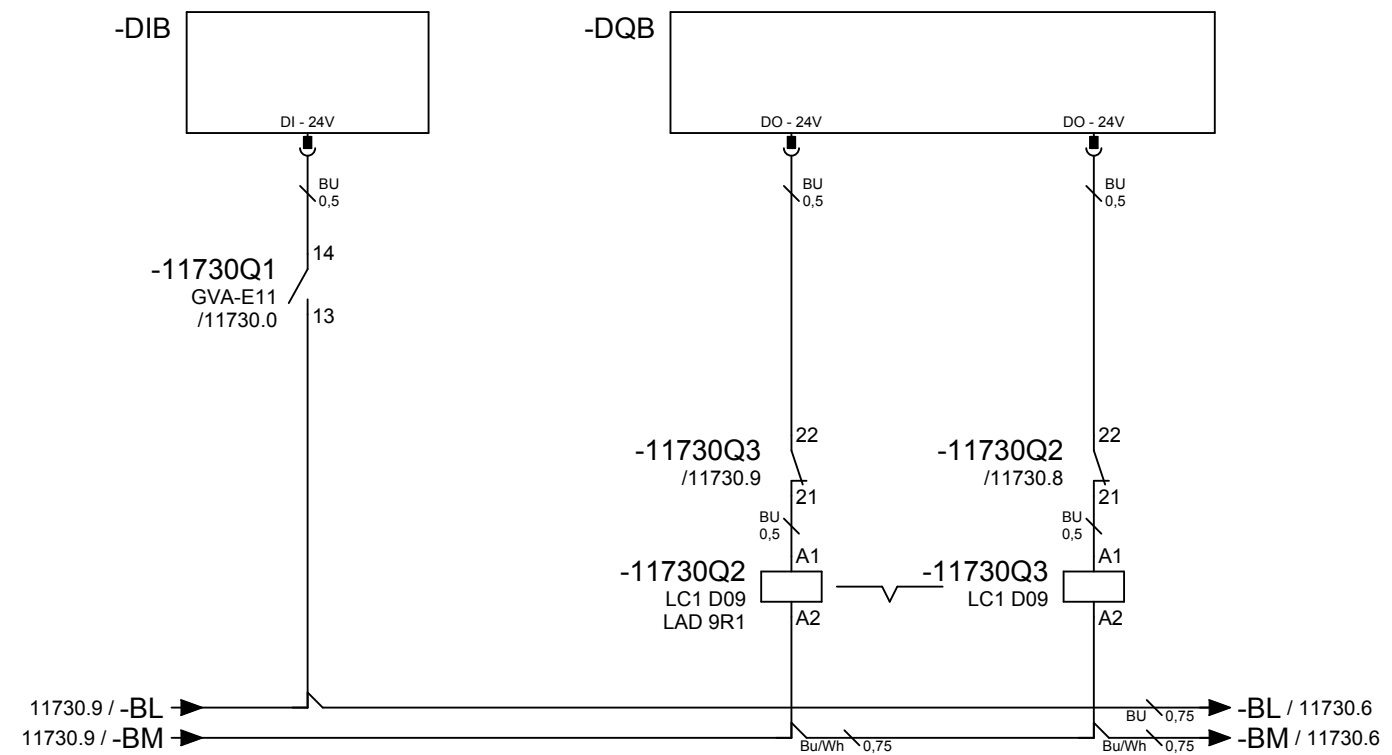 -DIB
-DQB
DI - 24V
DO - 24V
DO - 24V
BU
0,5
BU
0,5
BU
0,5
14
-11730Q1
GVA-E11
/11730.0
13
22
-11730Q3
/11730.9
21
22
-11730Q2
/11730.8
21
BU
0,5
BU
0,5
A1
-11730Q2
LC1 D09
LAD 9R1
A2
A1
-11730Q3
LC1 D09
A2
11730.9 / -BL
BU 0,75
-BL / 11730.6
11730.9 / -BM
Bu/Wh 0,75
Bu/Wh 0,75
-BM / 11730.6